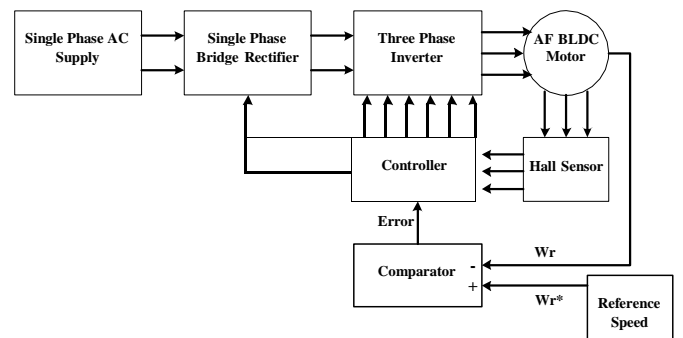 Single Phase AC
Supply
Single Phase
Bridge Rectifier
Three Phase
Inverter
AF BLDC
Motor
Controller
Hall Sensor
Error
Comparator
-
+
Wr
Wr*
Reference
Speed